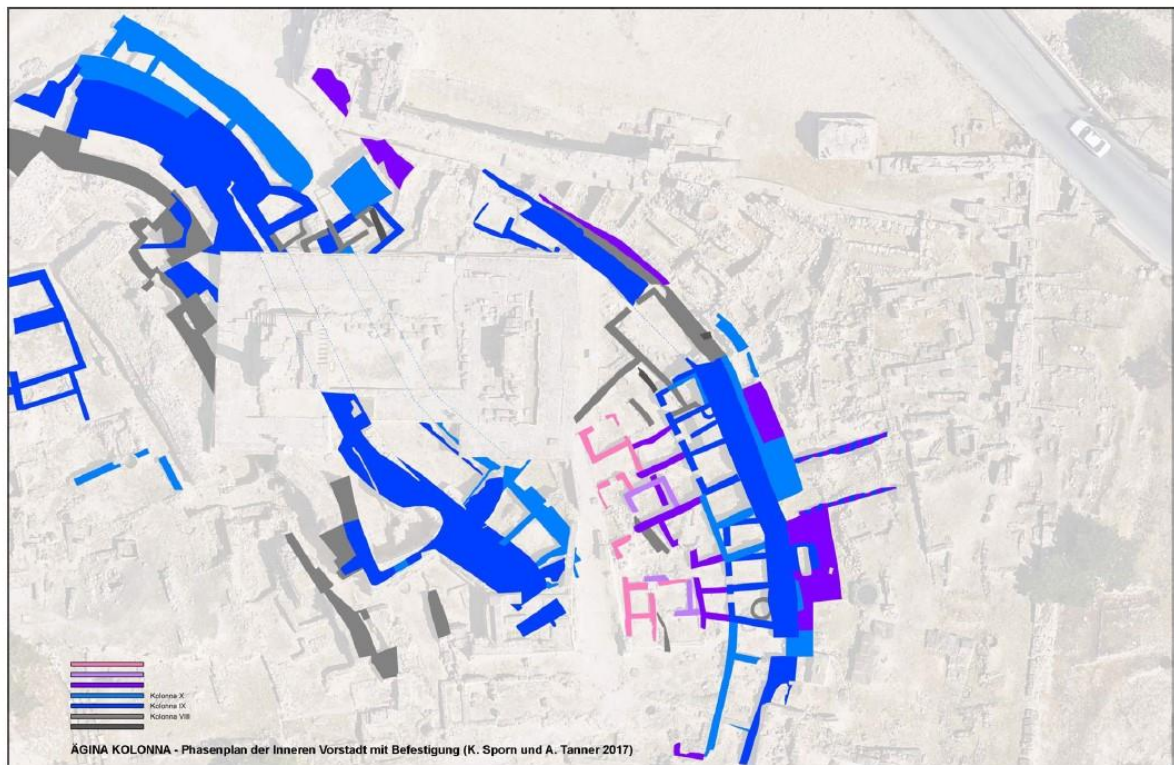 Kolonna X
Kolonna IX
Kolonna VIII
ÄGINA KOLONNA - Phasenplan der Inneren Vorstadt mit Befestigung (K. Sporn und A. Tanner 2017)